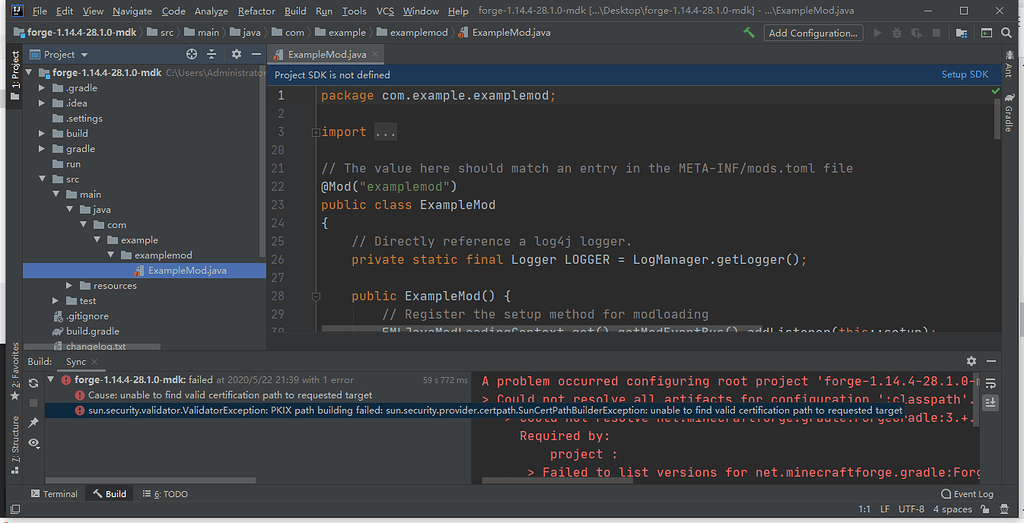 File Edit View Navigate Code Analyze Refactor Build Run Tools VCS Window Help forge-1.14.4-28.1.0-mdk [...\Desktop\forge-1.14.4-28.1.0-mdk] - ...\ExampleMod.java
forge-1.14.4-28.1.0-mdk src main java com example examplemod ExampleMod.java Add Configuration...
1: Project
Project
ExampleMod.java
forge-1.14.4-28.1.0-mdk C:\Users\Administrator
.gradle
.idea
.settings
build
gradle
run
src
main
java
com
example
examplemod
ExampleMod.java
resources
test
.gitignore
build.gradle
changelog.txt
Project SDK is not defined Setup SDK
1 package com.example.examplemod;
2
3 import ...
20
21 // The value here should match an entry in the META-INF/mods.toml file
22 @Mod("examplemod")
23 public class ExampleMod
24 {
25 // Directly reference a log4j logger.
26 private static final Logger LOGGER = LogManager.getLogger();
27
28 public ExampleMod() {
29 // Register the setup method for modloading
30 FMLJavaModLoadingContext.get().getModEventBus().addListener(this::setup);
Ant
Gradle
2: Favorites
7: Structure
Build: Sync
forge-1.14.4-28.1.0-mdk: failed at 2020/5/22 21:39 with 1 error 59 s 772 ms
Cause: unable to find valid certification path to requested target
sun.security.validator.ValidatorException: PKIX path building failed: sun.security.provider.certpath.SunCertPathBuilderException: unable to find valid certification path to requested target
A problem occurred configuring root project 'forge-1.14.4-28.1.0-
> Could not resolve all artifacts for configuration ':classpath'.
> Could not resolve net.minecraftforge.gradle:ForgeGradle:3.+.
Required by:
project :
> Failed to list versions for net.minecraftforge.gradle:Forg
Terminal Build 6: TODO Event Log
1:1 LF UTF-8 4 spaces